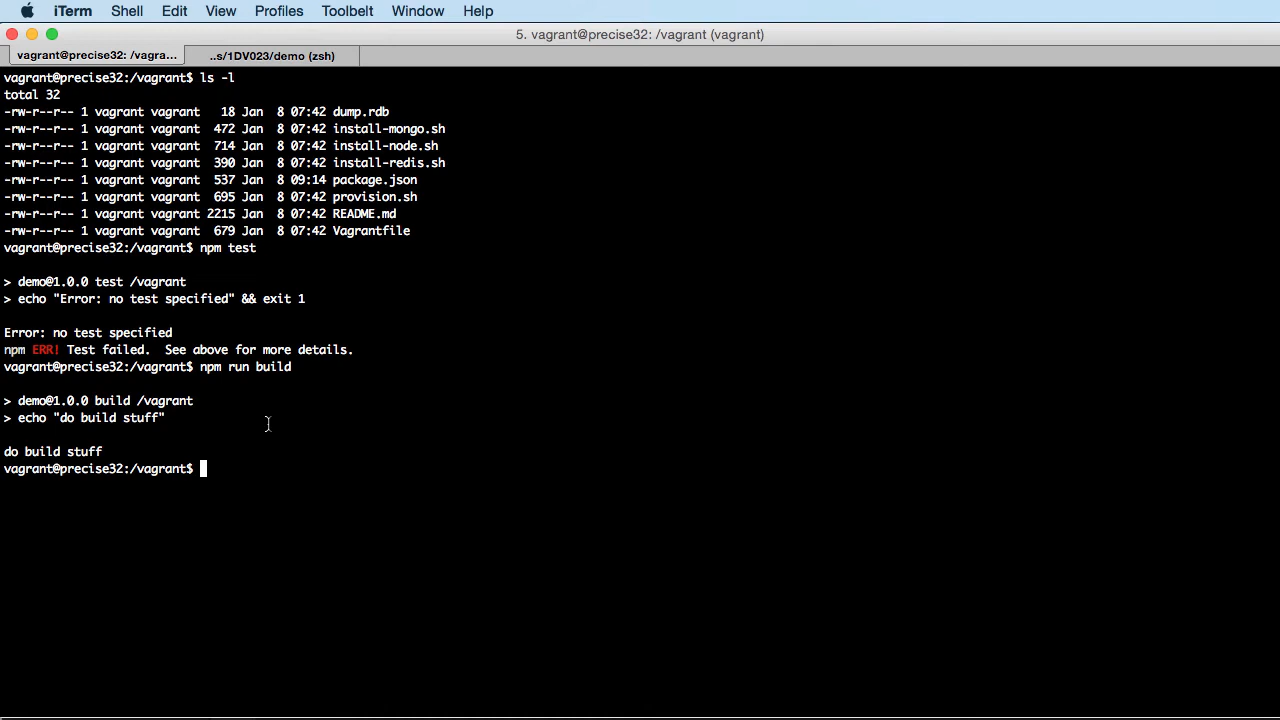 iTerm Shell Edit View Profiles Toolbelt Window Help
5. vagrant@precise32: /vagrant (vagrant)
vagrant@precise32: /vagra... ..s/1DV023/demo (zsh)
vagrant@precise32:/vagrant$ ls -l
total 32
-rw-r--r-- 1 vagrant vagrant   18 Jan  8 07:42 dump.rdb
-rw-r--r-- 1 vagrant vagrant  472 Jan  8 07:42 install-mongo.sh
-rw-r--r-- 1 vagrant vagrant  714 Jan  8 07:42 install-node.sh
-rw-r--r-- 1 vagrant vagrant  390 Jan  8 07:42 install-redis.sh
-rw-r--r-- 1 vagrant vagrant  537 Jan  8 09:14 package.json
-rw-r--r-- 1 vagrant vagrant  695 Jan  8 07:42 provision.sh
-rw-r--r-- 1 vagrant vagrant 2215 Jan  8 07:42 README.md
-rw-r--r-- 1 vagrant vagrant  679 Jan  8 07:42 Vagrantfile
vagrant@precise32:/vagrant$ npm test
> demo@1.0.0 test /vagrant
> echo "Error: no test specified" && exit 1
Error: no test specified
npm ERR! Test failed.  See above for more details.
vagrant@precise32:/vagrant$ npm run build
> demo@1.0.0 build /vagrant
> echo "do build stuff"
do build stuff
vagrant@precise32:/vagrant$